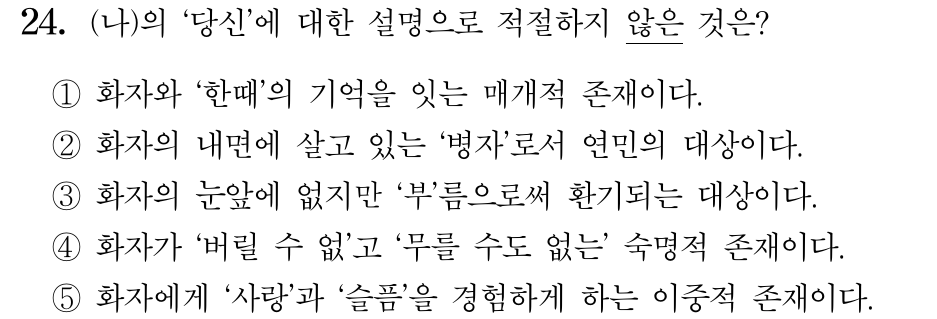 24. (나)의 ‘당신’에 대한 설명으로 적절하지 않은 것은?
① 화자와 ‘한때’의 기억을 잇는 매개적 존재이다.
② 화자의 내면에 살고 있는 ‘병자’로서 연민의 대상이다.
③ 화자의 눈앞에 없지만 ‘부’름으로써 환기되는 대상이다.
④ 화자가 ‘버릴 수 없’고 ‘무를 수도 없는’ 숙명적 존재이다.
⑤ 화자에게 ‘사랑’과 ‘슬픔’을 경험하게 하는 이중적 존재이다.